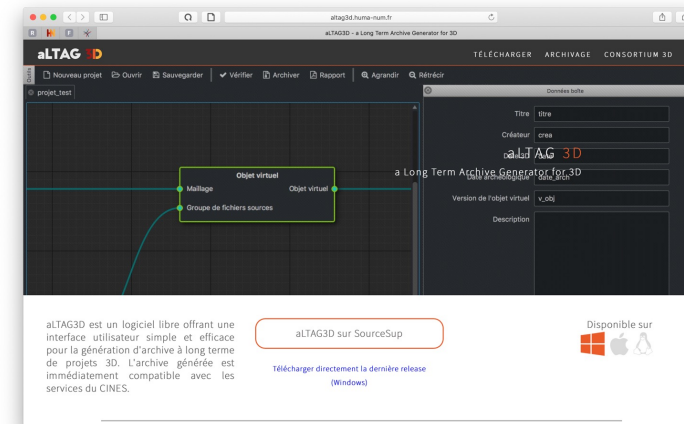 altag3d.huma-num.fr
aLTAG3D - a Long Term Archive Generator for 3D
aLTAG 3D
TÉLÉCHARGER ARCHIVAGE CONSORTIUM 3D
Outils
Nouveau projet Ouvrir Sauvegarder Vérifier Archiver Rapport Agrandir Rétrécir
projet_test
Données boîte
Titre titre
Créateur crea
aLTAG 3D
a Long Term Archive Generator for 3D
Date archéologique date_arch
Version de l'objet virtuel v_obj
Description
Objet virtuel
Maillage Objet virtuel
Groupe de fichiers sources
aLTAG3D est un logiciel libre offrant une
interface utilisateur simple et efficace
pour la génération d'archive à long terme
de projets 3D. L'archive générée est
immédiatement compatible avec les
services du CINES.
aLTAG3D sur SourceSup
Télécharger directement la dernière release
(Windows)
Disponible sur